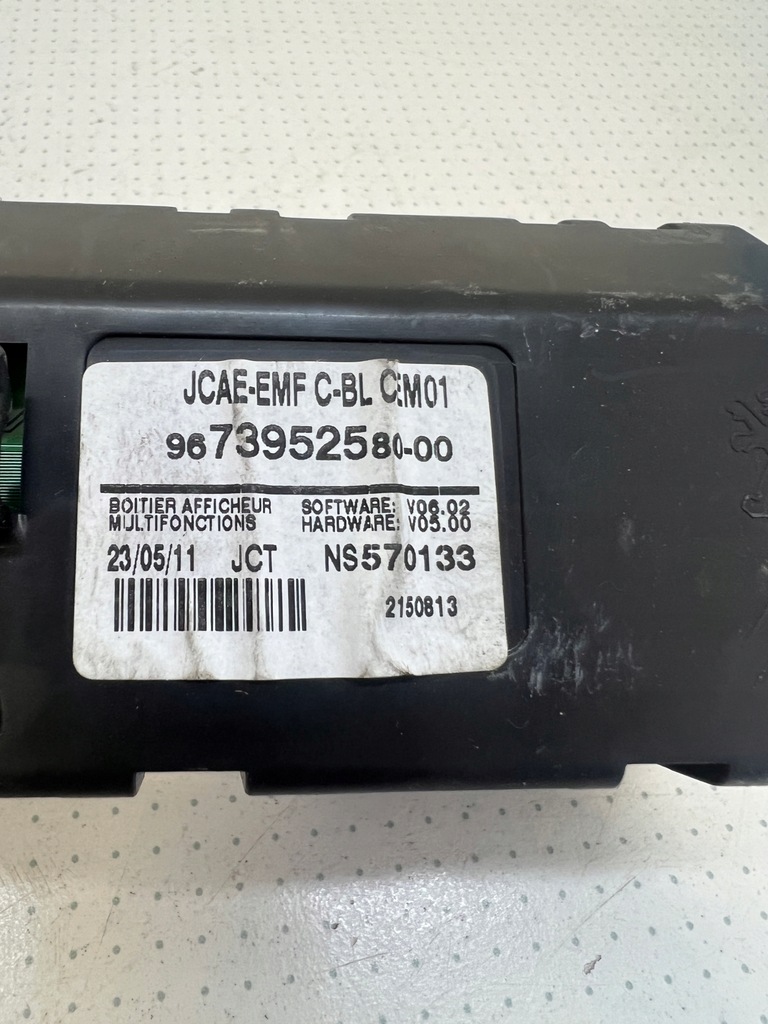 JCAE-EMF C-BL CEM01
9673952580-00
BOITIER AFFICHEUR SOFTWARE: V06.02
MULTIFONCTIONS HARDWARE: V05.00
23/05/11 JCT NS570133
2150813